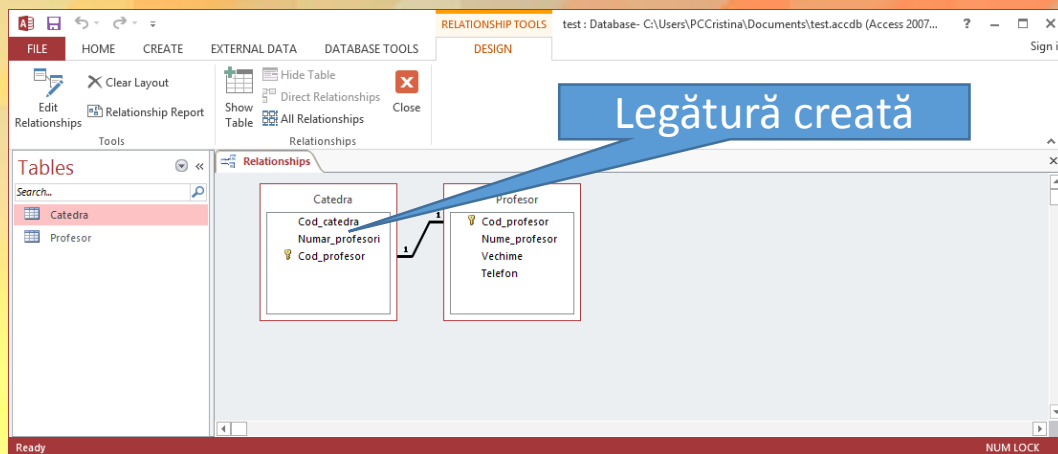 RELATIONSHIP TOOLS
test : Database- C:\Users\PCCristina\Documents\test.accdb (Access 2007...
?
FILE HOME CREATE EXTERNAL DATA DATABASE TOOLS DESIGN
Sign i
Edit
Relationships
Clear Layout
Relationship Report
Tools
Show
Table
Hide Table
Direct Relationships
All Relationships
Close
Relationships
Legătură creată
Tables
Search...
Catedra
Profesor
Relationships
Catedra
Cod_catedra
Numar_profesori
Cod_profesor
1
1
Profesor
Cod_profesor
Nume_profesor
Vechime
Telefon
Ready
NUM LOCK